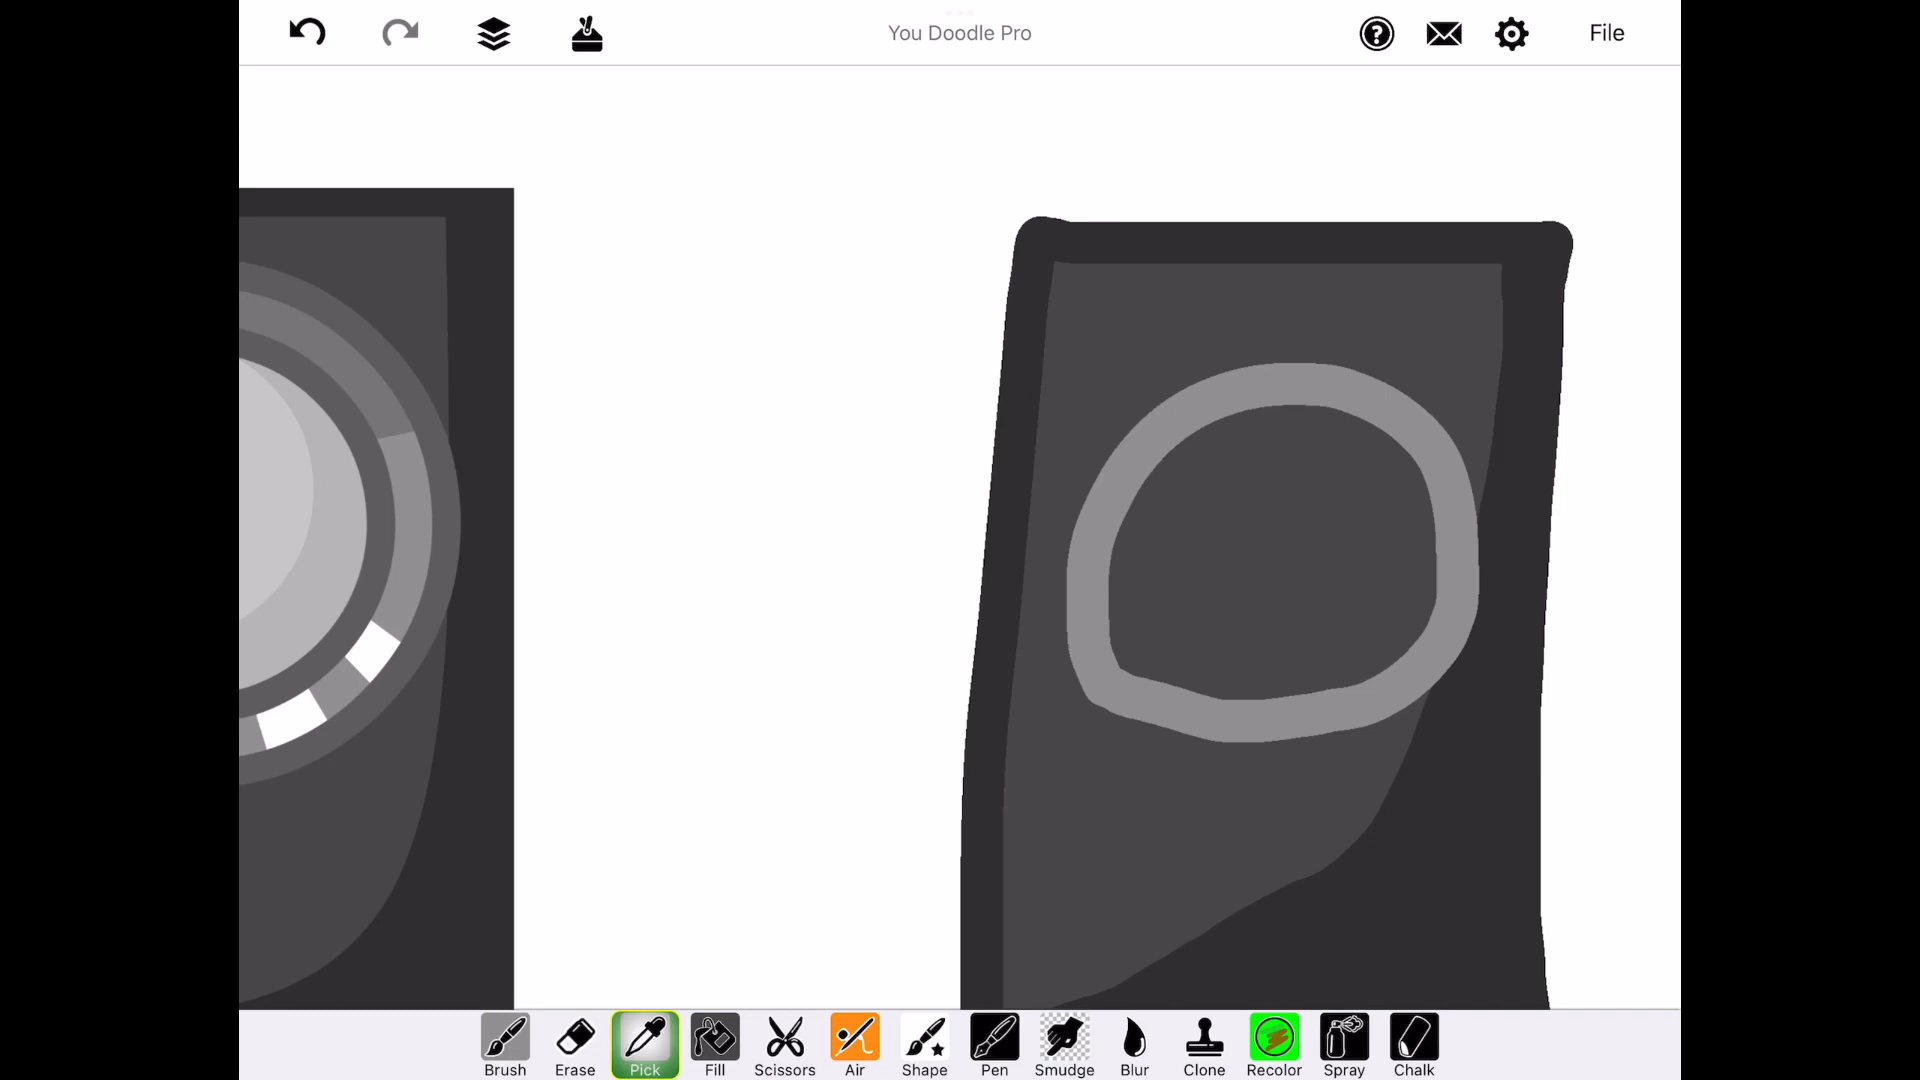 You Doodle Pro
File
Brush
Erase
Pick
Fill
Scissors
Air
Shape
Pen
Smudge
Blur
Clone
Recolor
Spray
Chalk